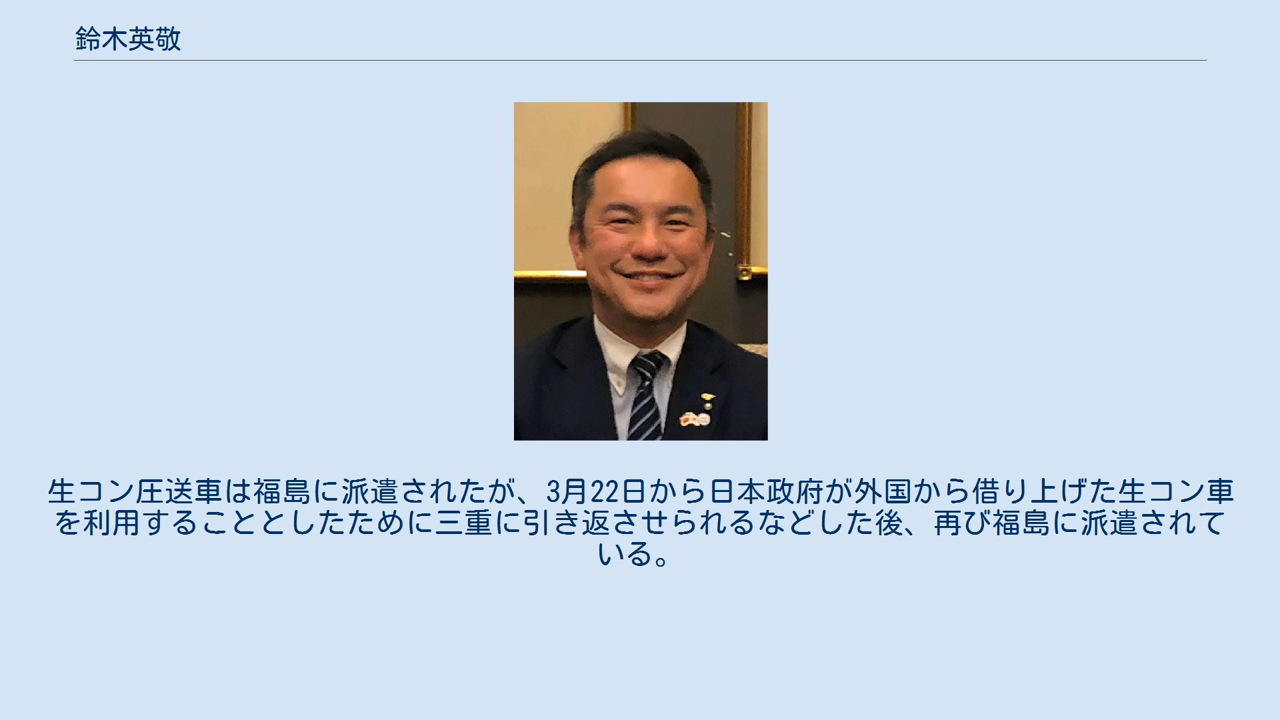 鈴木英敬
生コン圧送車は福島に派遣されたが、3月22日から日本政府が外国から借り上げた生コン車
を利用することとしたために三重に引き返させられるなどした後、再び福島に派遣されて
いる。